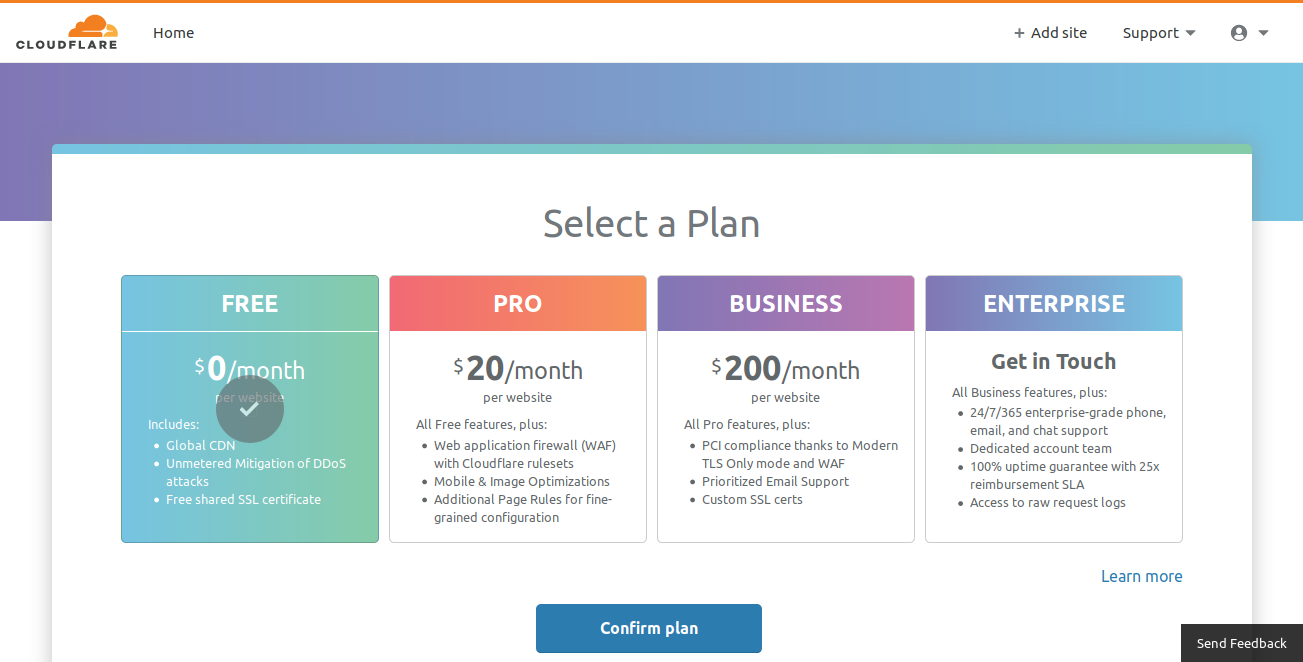 CLOUDFLARE
Home
Add site
Support
Select a Plan
FREE
$0/month
per website
Includes:
• Global CDN
• Unmetered Mitigation of DDoS
attacks
• Free shared SSL certificate
PRO
$20/month
per website
All Free features, plus:
• Web application firewall (WAF)
with Cloudflare rulesets
• Mobile & Image Optimizations
• Additional Page Rules for fine-
grained configuration
BUSINESS
$200/month
per website
All Pro features, plus:
• PCI compliance thanks to Modern
TLS Only mode and WAF
• Prioritized Email Support
• Custom SSL certs
ENTERPRISE
Get in Touch
All Business features, plus:
• 24/7/365 enterprise-grade phone,
email, and chat support
• Dedicated account team
• 100% uptime guarantee with 25x
reimbursement SLA
• Access to raw request logs
Learn more
Confirm plan
Send Feedback